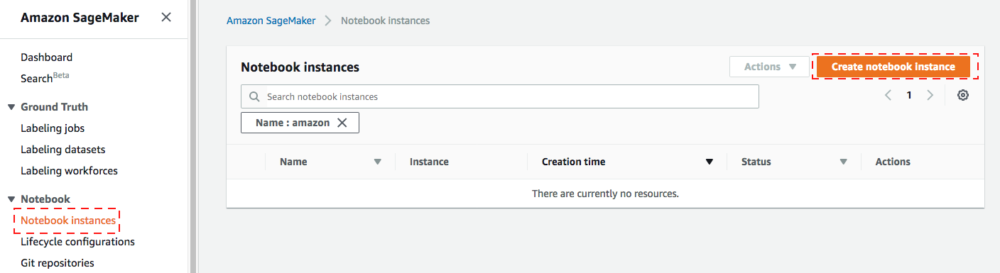 Amazon SageMaker
Dashboard
SearchBeta
Ground Truth
Labeling jobs
Labeling datasets
Labeling workforces
Notebook
Notebook instances
Lifecycle configurations
Git repositories
Amazon SageMaker Notebook instances
Notebook instances Actions Create notebook instance
Search notebook instances 1
Name : amazon
Name Instance Creation time Status Actions
There are currently no resources.